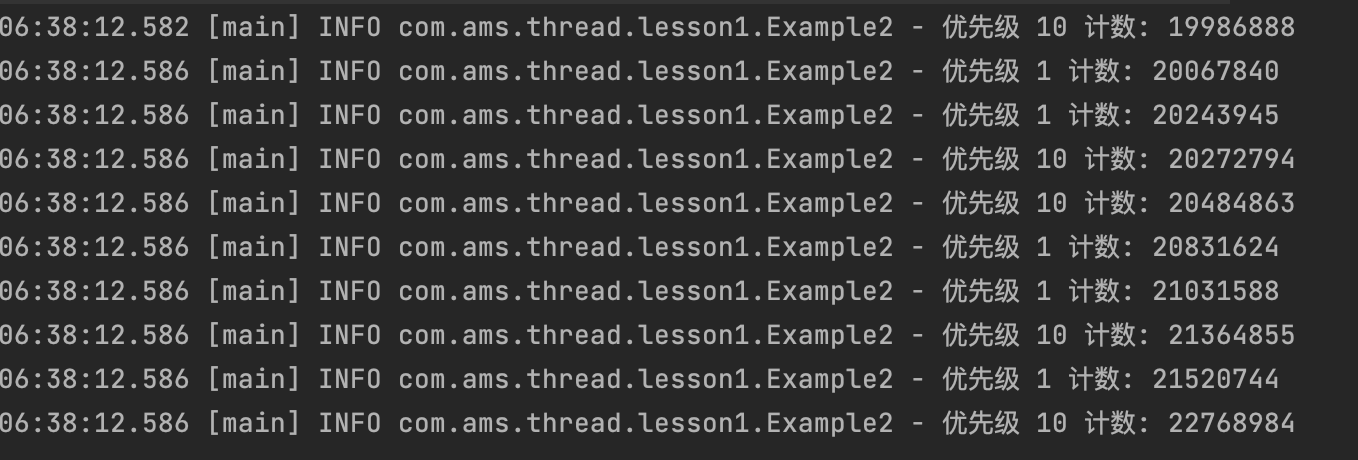 06:38:12.582 [main] INFO com.ams.thread.lesson1.Example2 - 优先级 10 计数: 19986888
06:38:12.586 [main] INFO com.ams.thread.lesson1.Example2 - 优先级 1 计数: 20067840
06:38:12.586 [main] INFO com.ams.thread.lesson1.Example2 - 优先级 1 计数: 20243945
06:38:12.586 [main] INFO com.ams.thread.lesson1.Example2 - 优先级 10 计数: 20272794
06:38:12.586 [main] INFO com.ams.thread.lesson1.Example2 - 优先级 10 计数: 20484863
06:38:12.586 [main] INFO com.ams.thread.lesson1.Example2 - 优先级 1 计数: 20831624
06:38:12.586 [main] INFO com.ams.thread.lesson1.Example2 - 优先级 1 计数: 21031588
06:38:12.586 [main] INFO com.ams.thread.lesson1.Example2 - 优先级 10 计数: 21364855
06:38:12.586 [main] INFO com.ams.thread.lesson1.Example2 - 优先级 1 计数: 21520744
06:38:12.586 [main] INFO com.ams.thread.lesson1.Example2 - 优先级 10 计数: 22768984